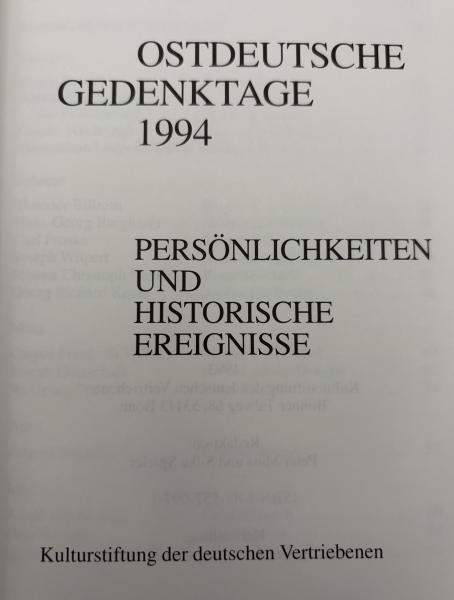 OSTDEUTSCHE
GEDENKTAGE
1994
PERSÖNLICHKEITEN
UND
HISTORISCHE
EREIGNISSE
Kulturstiftung der deutschen Vertriebenen